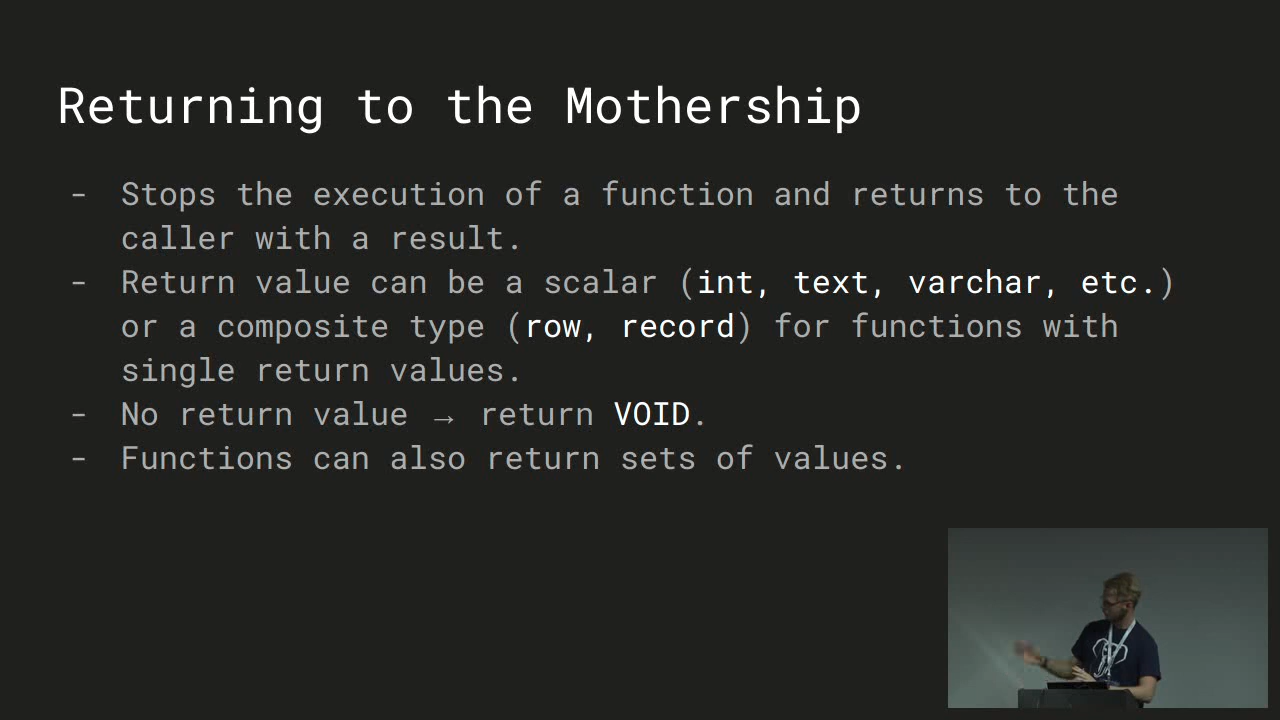 Returning to the Mothership
- Stops the execution of a function and returns to the
caller with a result.
- Return value can be a scalar (int, text, varchar, etc.)
or a composite type (row, record) for functions with
single return values.
- No return value → return VOID.
- Functions can also return sets of values.